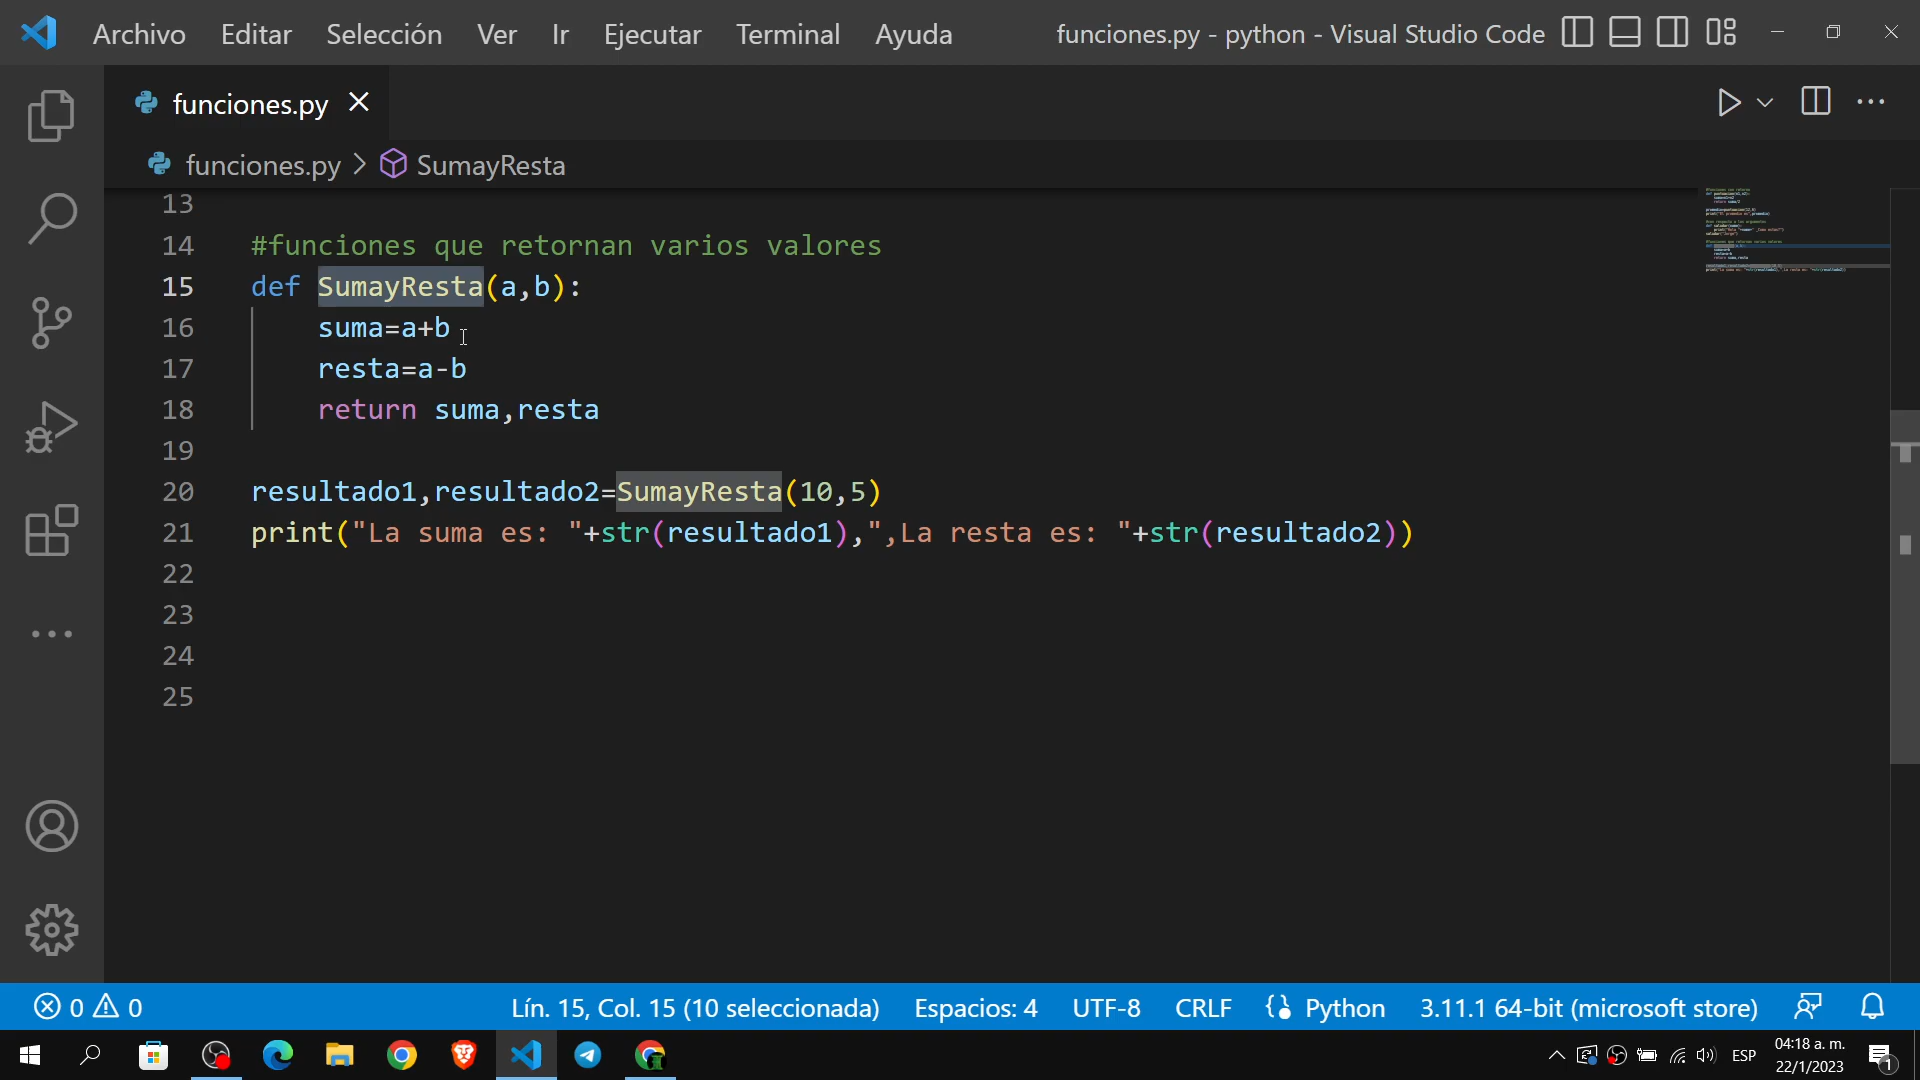 Archivo Editar Selección Ver Ir Ejecutar Terminal Ayuda funciones.py - python - Visual Studio Code
funciones.py
funciones.py > SumayResta
13
14 #funciones que retornan varios valores
15 def SumayResta(a,b):
16 suma=a+b
17 resta=a-b
18 return suma,resta
19
20 resultado1,resultado2=SumayResta(10,5)
21 print("La suma es: "+str(resultado1),",La resta es: "+str(resultado2))
22
23
24
25
0 0 Lín. 15, Col. 15 (10 seleccionada) Espacios: 4 UTF-8 CRLF Python 3.11.1 64-bit (microsoft store)
ESP 04:18 a. m.
22/1/2023
1